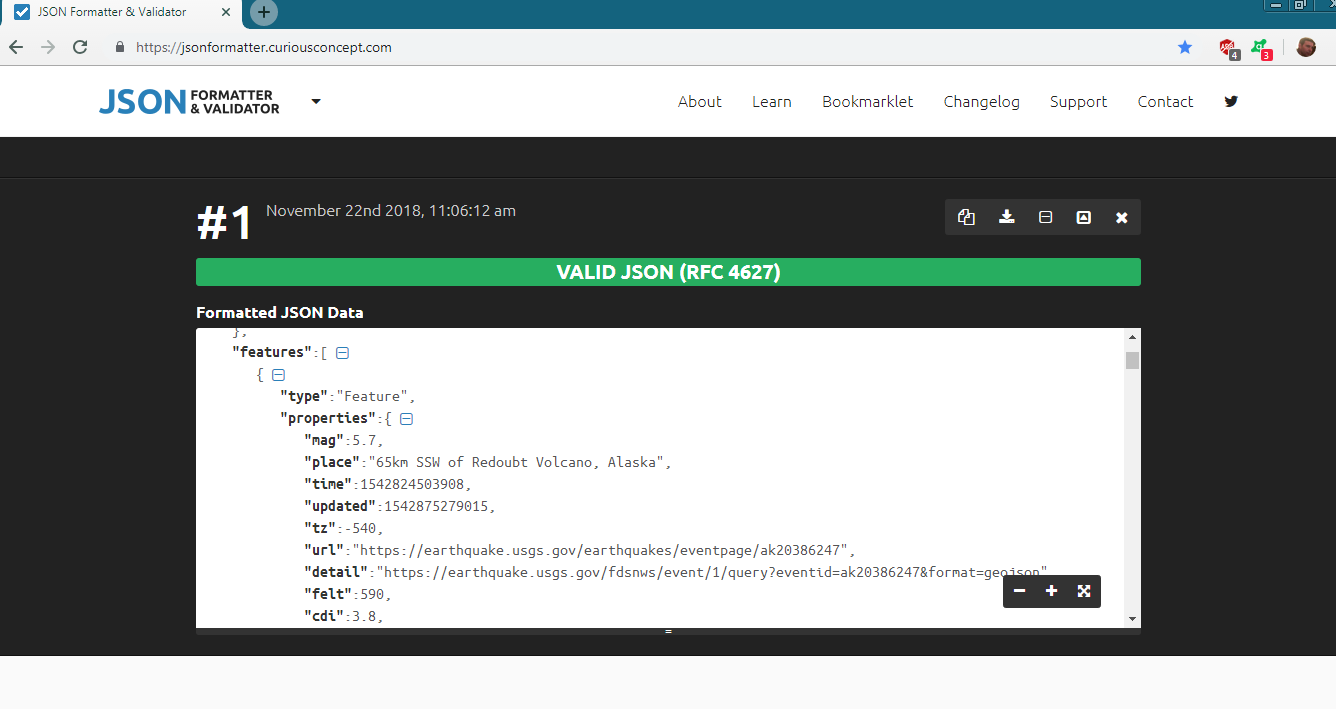 JSON Formatter & Validator
https://jsonformatter.curiousconcept.com
4
3
JSON FORMATTER & VALIDATOR
About Learn Bookmarklet Changelog Support Contact
#1 November 22nd 2018, 11:06:12 am
VALID JSON (RFC 4627)
Formatted JSON Data
},
"features":[
{
"type":"Feature",
"properties":{
"mag":5.7,
"place":"65km SSW of Redoubt Volcano, Alaska",
"time":1542824503908,
"updated":1542875279015,
"tz":-540,
"url":"https://earthquake.usgs.gov/earthquakes/eventpage/ak20386247",
"detail":"https://earthquake.usgs.gov/fdsnws/event/1/query?eventid=ak20386247&format=geojson"
"felt":590,
"cdi":3.8,